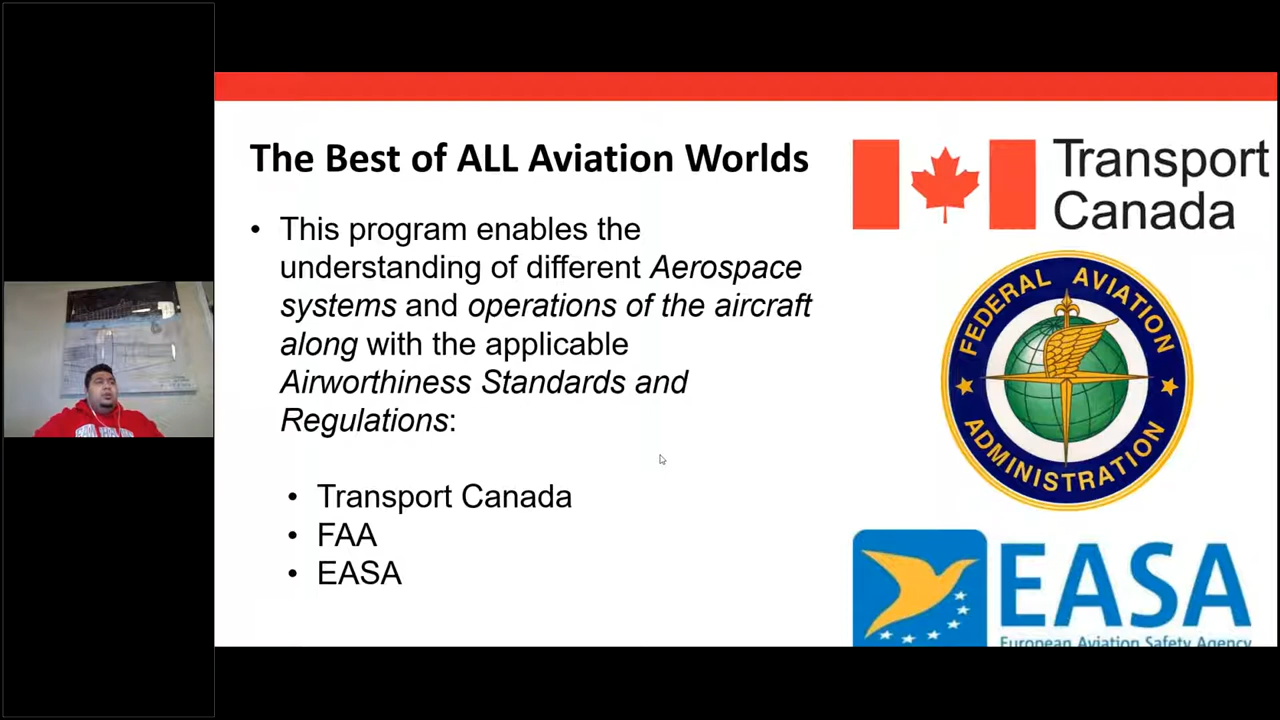 The Best of ALL Aviation Worlds
• This program enables the
understanding of different Aerospace
systems and operations of the aircraft
along with the applicable
Airworthiness Standards and
Regulations:
• Transport Canada
• FAA
• EASA
Transport
Canada
FEDERAL AVIATION
ADMINISTRATION
EASA
European Aviation Safety Agency